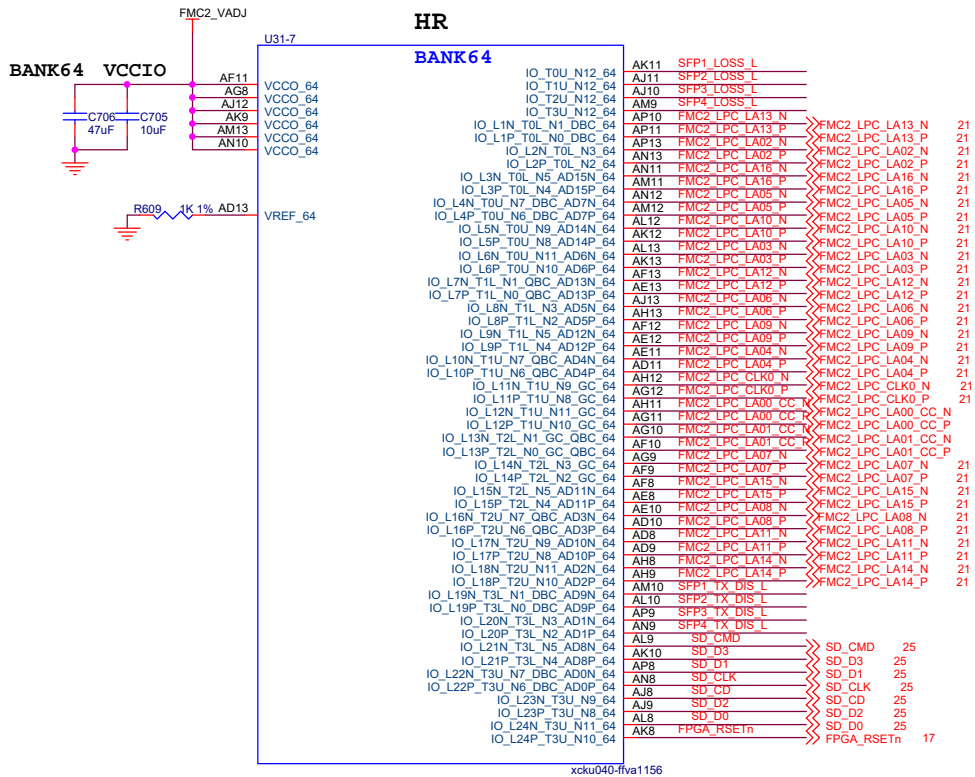 FMC2_VADJ
HR
U31-7
BANK64
BANK64 VCCIO
AF11 VCCO_64
AG8 VCCO_64
AJ12 VCCO_64
AK9 VCCO_64
AM13 VCCO_64
AN10 VCCO_64
C706 C705
47uF 10uF
R609 1K 1% AD13 VREF_64
IO_T0U_N12_64 AK11 SFP1_LOSS_L
IO_T1U_N12_64 AJ11 SFP2_LOSS_L
IO_T2U_N12_64 AJ10 SFP3_LOSS_L
IO_T3U_N12_64 AM9 SFP4_LOSS_L
IO_L1N_T0L_N1_DBC_64 AP10 FMC2_LPC_LA13_N FMC2_LPC_LA13_N 21
IO_L1P_T0L_N0_DBC_64 AP11 FMC2_LPC_LA13_P FMC2_LPC_LA13_P 21
IO_L2N_T0L_N3_64 AP13 FMC2_LPC_LA02_N FMC2_LPC_LA02_N 21
IO_L2P_T0L_N2_64 AN13 FMC2_LPC_LA02_P FMC2_LPC_LA02_P 21
IO_L3N_T0L_N5_AD15N_64 AN11 FMC2_LPC_LA16_N FMC2_LPC_LA16_N 21
IO_L3P_T0L_N4_AD15P_64 AM11 FMC2_LPC_LA16_P FMC2_LPC_LA16_P 21
IO_L4N_T0U_N7_DBC_AD7N_64 AN12 FMC2_LPC_LA05_N FMC2_LPC_LA05_N 21
IO_L4P_T0U_N6_DBC_AD7P_64 AM12 FMC2_LPC_LA05_P FMC2_LPC_LA05_P 21
IO_L5N_T0U_N9_AD14N_64 AL12 FMC2_LPC_LA10_N FMC2_LPC_LA10_N 21
IO_L5P_T0U_N8_AD14P_64 AK12 FMC2_LPC_LA10_P FMC2_LPC_LA10_P 21
IO_L6N_T0U_N11_AD6N_64 AL13 FMC2_LPC_LA03_N FMC2_LPC_LA03_N 21
IO_L6P_T0U_N10_AD6P_64 AK13 FMC2_LPC_LA03_P FMC2_LPC_LA03_P 21
IO_L7N_T1L_N1_QBC_AD13N_64 AF13 FMC2_LPC_LA12_N FMC2_LPC_LA12_N 21
IO_L7P_T1L_N0_QBC_AD13P_64 AE13 FMC2_LPC_LA12_P FMC2_LPC_LA12_P 21
IO_L8N_T1L_N3_AD5N_64 AJ13 FMC2_LPC_LA06_N FMC2_LPC_LA06_N 21
IO_L8P_T1L_N2_AD5P_64 AH13 FMC2_LPC_LA06_P FMC2_LPC_LA06_P 21
IO_L9N_T1L_N5_AD12N_64 AF12 FMC2_LPC_LA09_N FMC2_LPC_LA09_N 21
IO_L9P_T1L_N4_AD12P_64 AE12 FMC2_LPC_LA09_P FMC2_LPC_LA09_P 21
IO_L10N_T1U_N7_QBC_AD4N_64 AE11 FMC2_LPC_LA04_N FMC2_LPC_LA04_N 21
IO_L10P_T1U_N6_QBC_AD4P_64 AD11 FMC2_LPC_LA04_P FMC2_LPC_LA04_P 21
IO_L11N_T1U_N9_GC_64 AH12 FMC2_LPC_CLK0_N FMC2_LPC_CLK0_N 21
IO_L11P_T1U_N8_GC_64 AG12 FMC2_LPC_CLK0_P FMC2_LPC_CLK0_P 21
IO_L12N_T1U_N11_GC_64 AH11 FMC2_LPC_LA00_CC_N FMC2_LPC_LA00_CC_N
IO_L12P_T1U_N10_GC_64 AG11 FMC2_LPC_LA00_CC_P FMC2_LPC_LA00_CC_P
IO_L13N_T2L_N1_GC_QBC_64 AG10 FMC2_LPC_LA01_CC_N FMC2_LPC_LA01_CC_N
IO_L13P_T2L_N0_GC_QBC_64 AF10 FMC2_LPC_LA01_CC_P FMC2_LPC_LA01_CC_P
IO_L14N_T2L_N3_GC_64 AG9 FMC2_LPC_LA07_N FMC2_LPC_LA07_N 21
IO_L14P_T2L_N2_GC_64 AF9 FMC2_LPC_LA07_P FMC2_LPC_LA07_P 21
IO_L15N_T2L_N5_AD11N_64 AF8 FMC2_LPC_LA15_N FMC2_LPC_LA15_N 21
IO_L15P_T2L_N4_AD11P_64 AE8 FMC2_LPC_LA15_P FMC2_LPC_LA15_P 21
IO_L16N_T2U_N7_QBC_AD3N_64 AE10 FMC2_LPC_LA08_N FMC2_LPC_LA08_N 21
IO_L16P_T2U_N6_QBC_AD3P_64 AD10 FMC2_LPC_LA08_P FMC2_LPC_LA08_P 21
IO_L17N_T2U_N9_AD10N_64 AD8 FMC2_LPC_LA11_N FMC2_LPC_LA11_N 21
IO_L17P_T2U_N8_AD10P_64 AD9 FMC2_LPC_LA11_P FMC2_LPC_LA11_P 21
IO_L18N_T2U_N11_AD2N_64 AH8 FMC2_LPC_LA14_N FMC2_LPC_LA14_N 21
IO_L18P_T2U_N10_AD2P_64 AH9 FMC2_LPC_LA14_P FMC2_LPC_LA14_P 21
IO_L19N_T3L_N1_DBC_AD9N_64 AM10 SFP1_TX_DIS_L
IO_L19P_T3L_N0_DBC_AD9P_64 AL10 SFP2_TX_DIS_L
IO_L20N_T3L_N3_AD1N_64 AP9 SFP3_TX_DIS_L
IO_L20P_T3L_N2_AD1P_64 AN9 SFP4_TX_DIS_L
IO_L21N_T3L_N5_AD8N_64 AL9 SD_CMD SD_CMD 25
IO_L21P_T3L_N4_AD8P_64 AK10 SD_D3 SD_D3 25
IO_L22N_T3U_N7_DBC_AD0N_64 AP8 SD_D1 SD_D1 25
IO_L22P_T3U_N6_DBC_AD0P_64 AN8 SD_CLK SD_CLK 25
IO_L23N_T3U_N9_64 AJ8 SD_CD SD_CD 25
IO_L23P_T3U_N8_64 AJ9 SD_D2 SD_D2 25
IO_L24N_T3U_N11_64 AL8 SD_D0 SD_D0 25
IO_L24P_T3U_N10_64 AK8 FPGA_RSETn FPGA_RSETn 17
xcku040-ffva1156